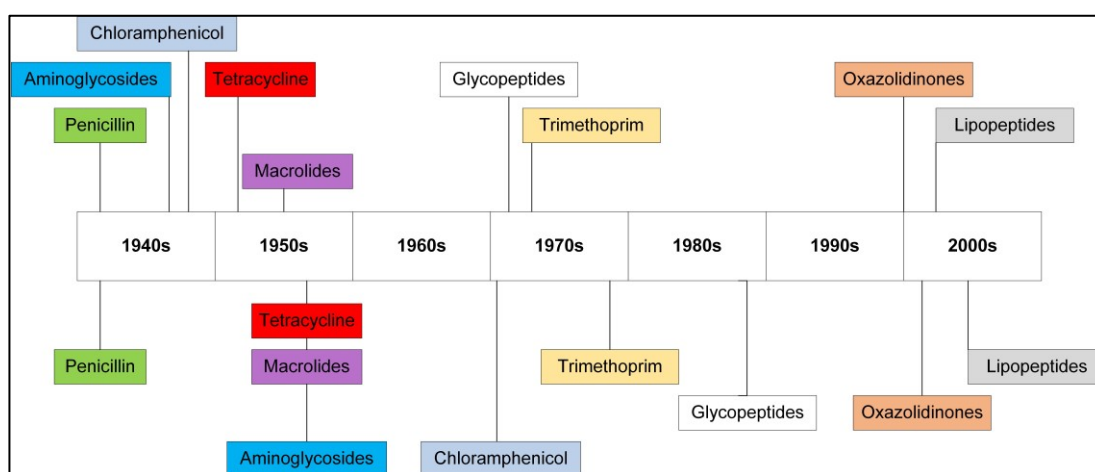 Chloramphenicol
Aminoglycosides
Tetracycline
Glycopeptides
Oxazolidinones
Penicillin
Trimethoprim
Lipopeptides
Macrolides
1940s
1950s
1960s
1970s
1980s
1990s
2000s
Tetracycline
Penicillin
Macrolides
Trimethoprim
Lipopeptides
Glycopeptides
Oxazolidinones
Aminoglycosides
Chloramphenicol